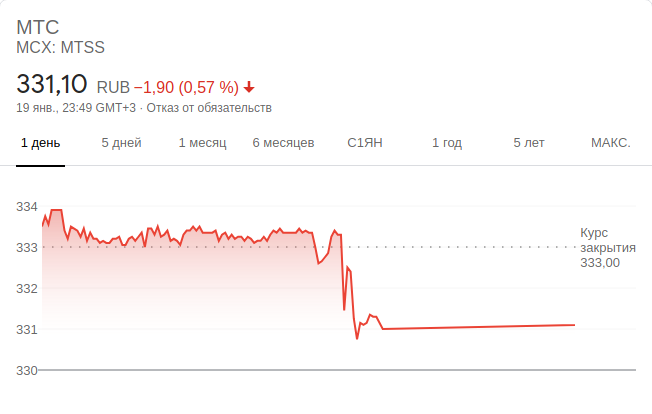 МТС
MCX: MTSS
331,10 RUB −1,90 (0,57 %)
19 янв., 23:49 GMT+3 · Отказ от обязательств
1 день 5 дней 1 месяц 6 месяцев С1ЯН 1 год 5 лет МАКС.
334
333
332
331
330
Курс
закрытия
333,00